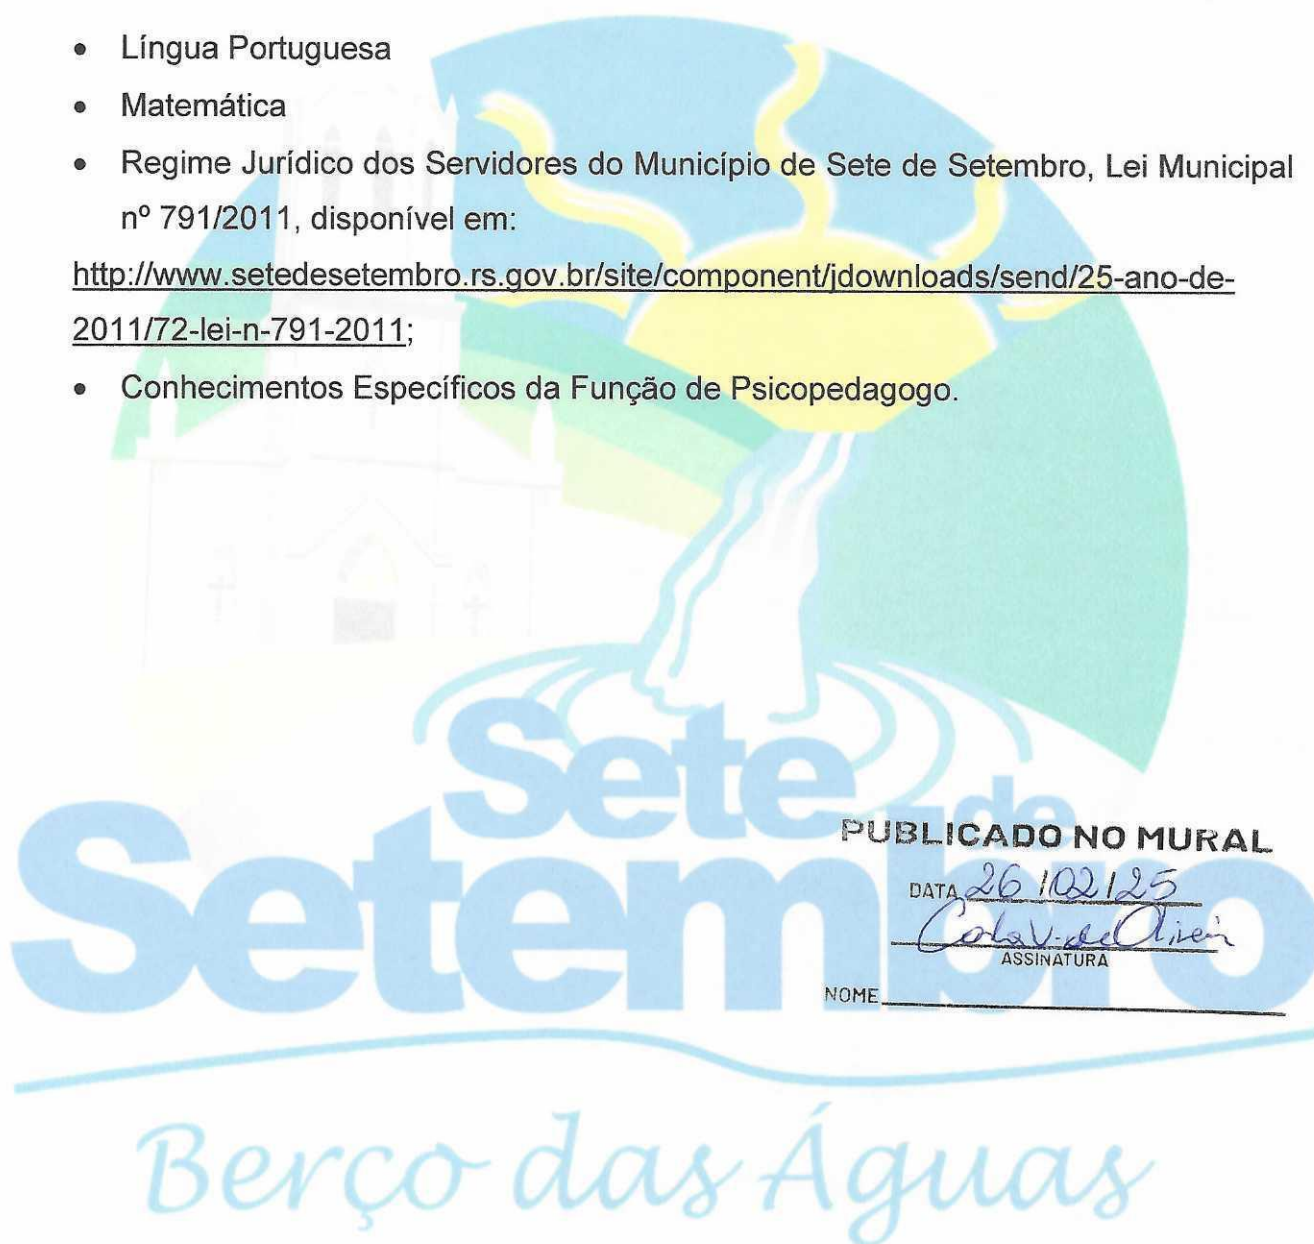 • Língua Portuguesa
• Matemática
• Regime Jurídico dos Servidores do Município de Sete de Setembro, Lei Municipal
nº 791/2011, disponível em:
http://www.setedesetembro.rs.gov.br/site/component/jdownloads/send/25-ano-de-
2011/72-lei-n-791-2011;
• Conhecimentos Específicos da Função de Psicopedagogo.
Sete de
Setembro
PUBLICADO NO MURAL
DATA 26/02/25
V. de Oliveira
ASSINATURA
NOME
Berço das Águas